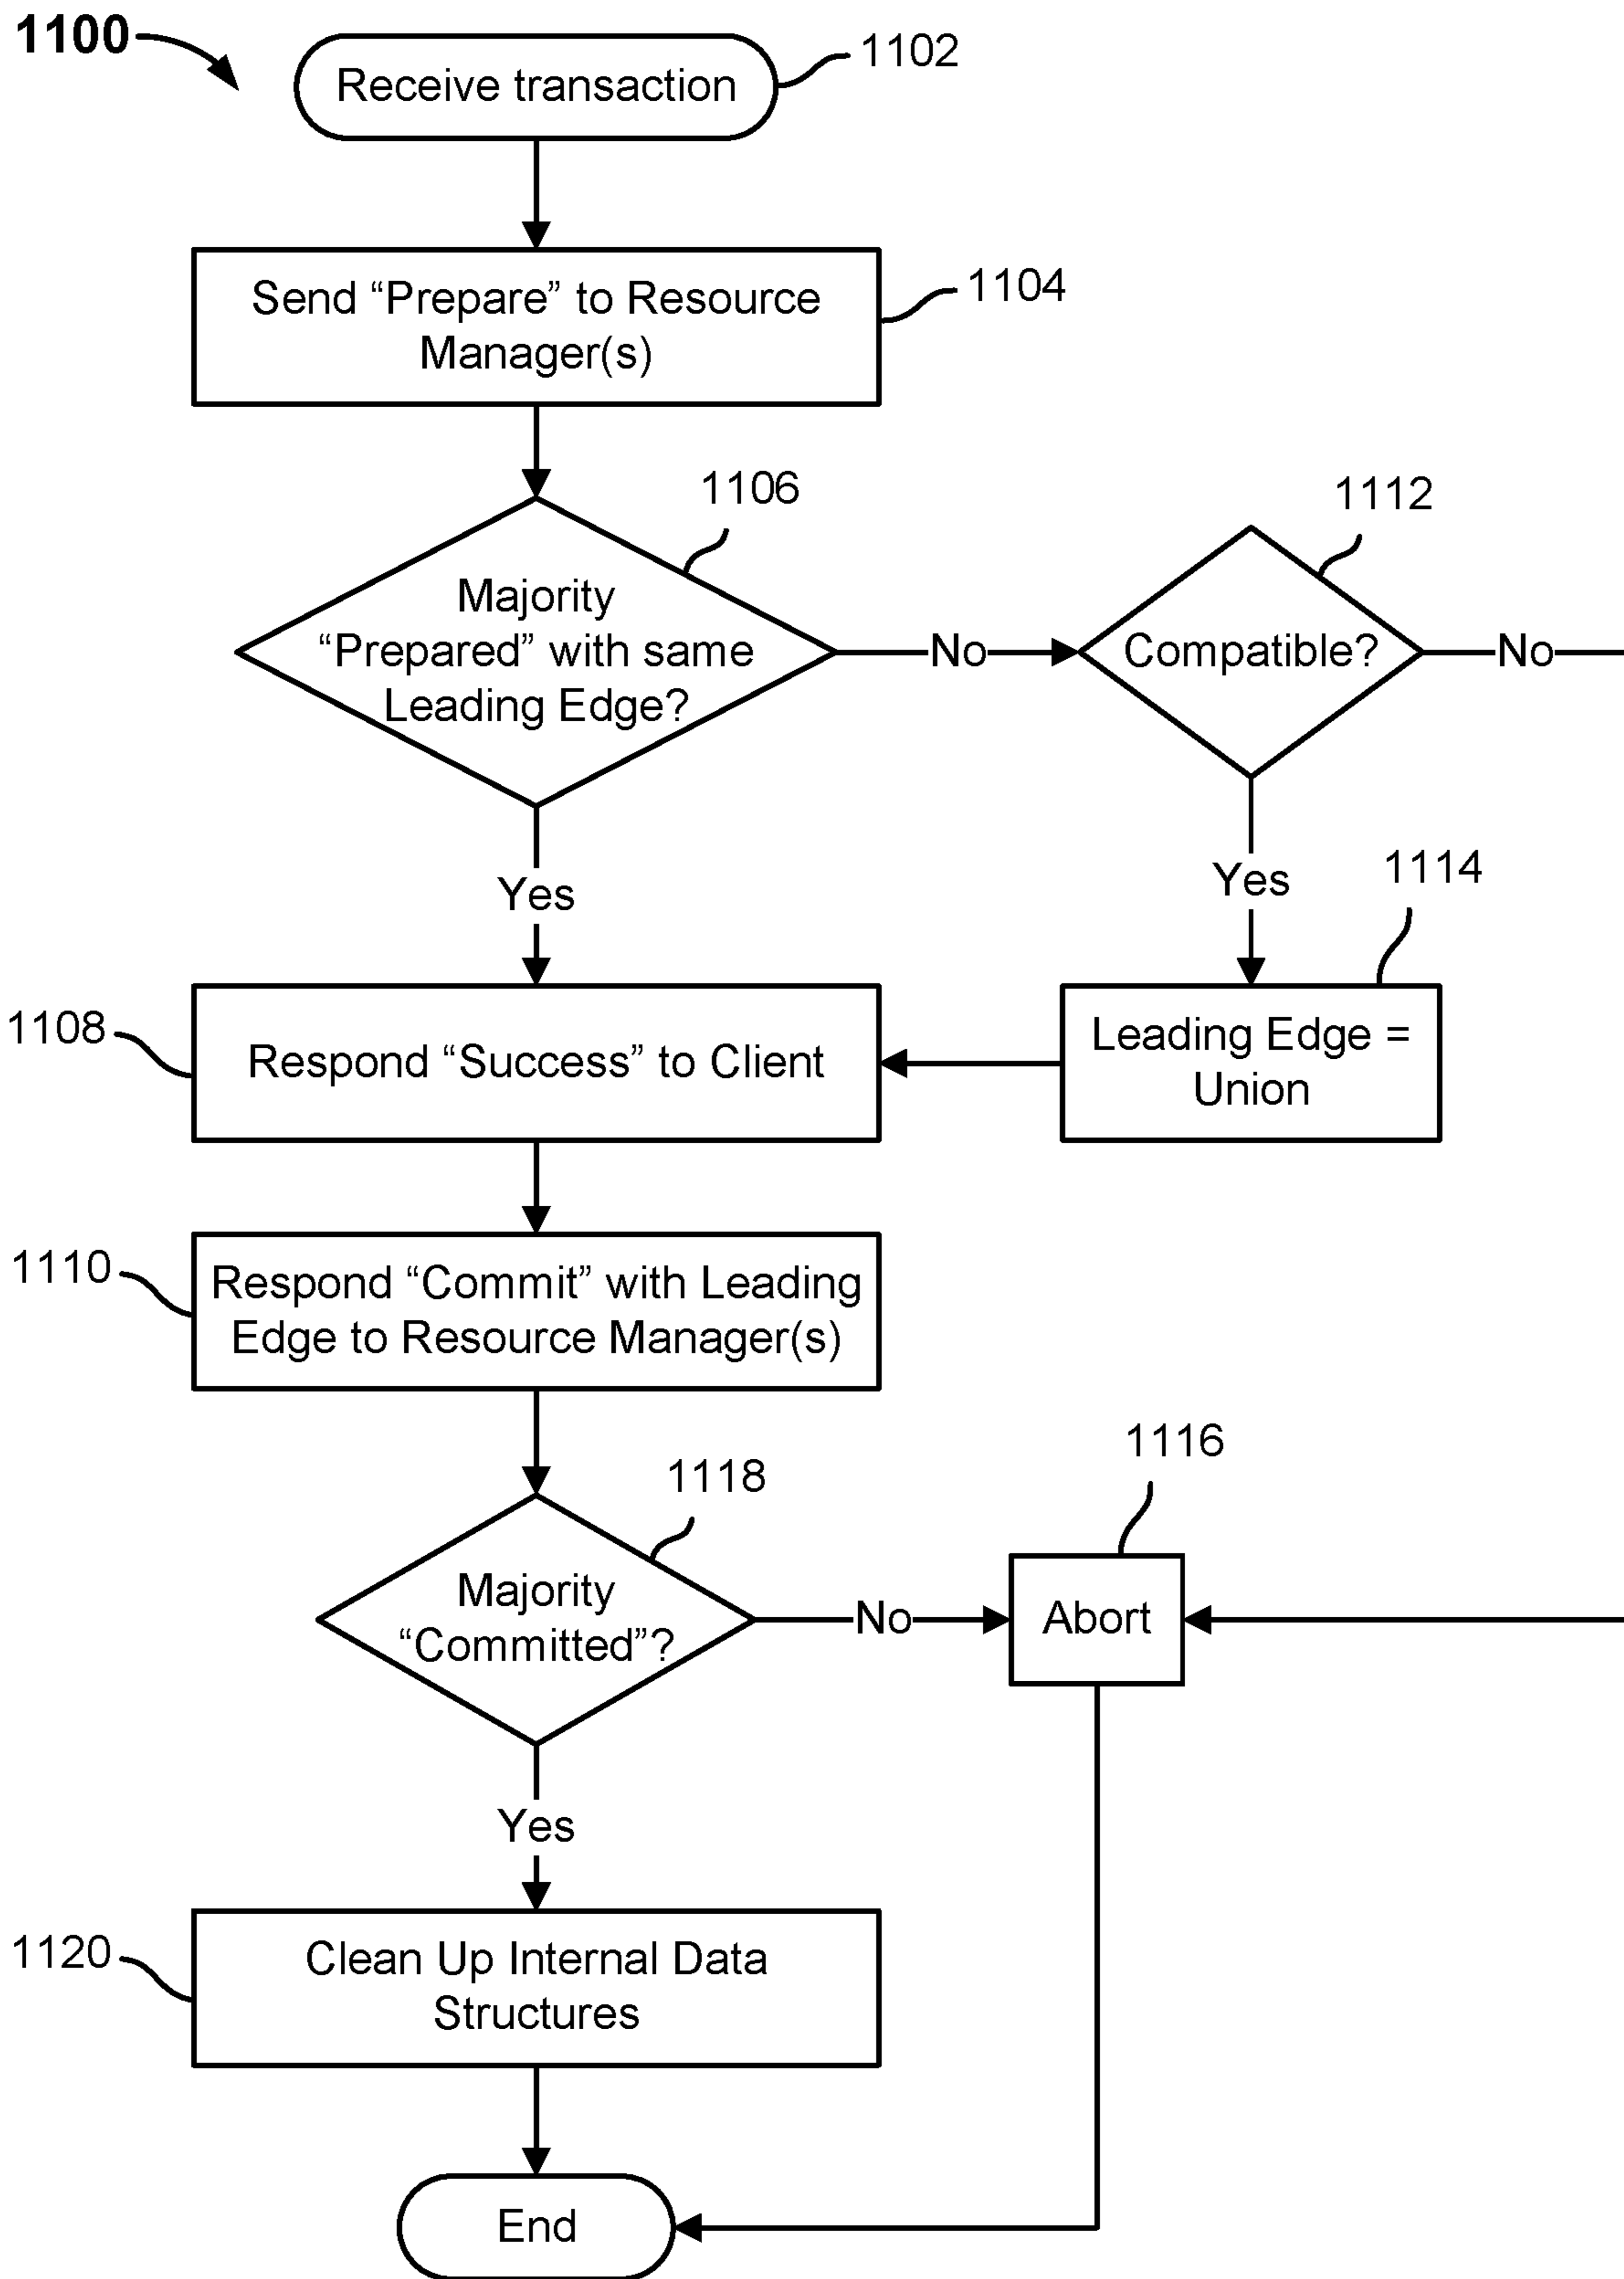 1100
1102
Receive transaction
1104
Send “Prepare” to Resource
Manager(s)
1106
1112
Majority
“Prepared” with same
Leading Edge?
No
Compatible?
No
Yes
Yes
1114
1108
Respond “Success” to Client
Leading Edge =
Union
1110
Respond “Commit” with Leading
Edge to Resource Manager(s)
1116
1118
Majority
“Committed”?
No
Abort
Yes
1120
Clean Up Internal Data
Structures
End